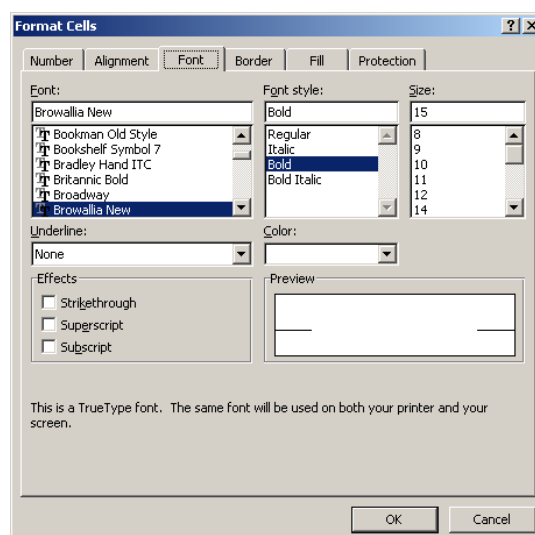 Format Cells
Number Alignment Font Border Fill Protection
Font: Font style: Size:
Browallia New Bold 15
Bookman Old Style Regular 8
Bookshelf Symbol 7 Italic 9
Bradley Hand ITC Bold 10
Britannic Bold Bold Italic 11
Broadway 12
Browallia New 14
Underline: Color:
None
Effects Preview
Strikethrough
Superscript
Subscript
This is a TrueType font. The same font will be used on both your printer and your
screen.
OK Cancel